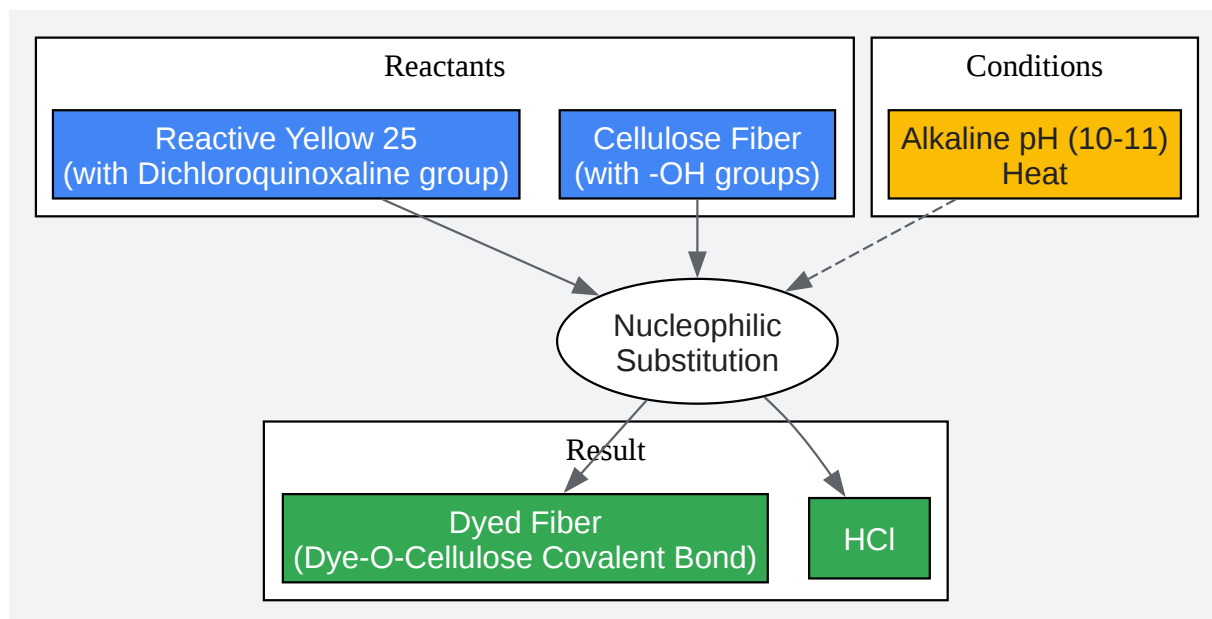 Reactants
Conditions
Reactive Yellow 25
(with Dichloroquinoxaline group)
Cellulose Fiber
(with -OH groups)
Alkaline pH (10-11)
Heat
Nucleophilic
Substitution
Result
Dyed Fiber
(Dye-O-Cellulose Covalent Bond)
HCl